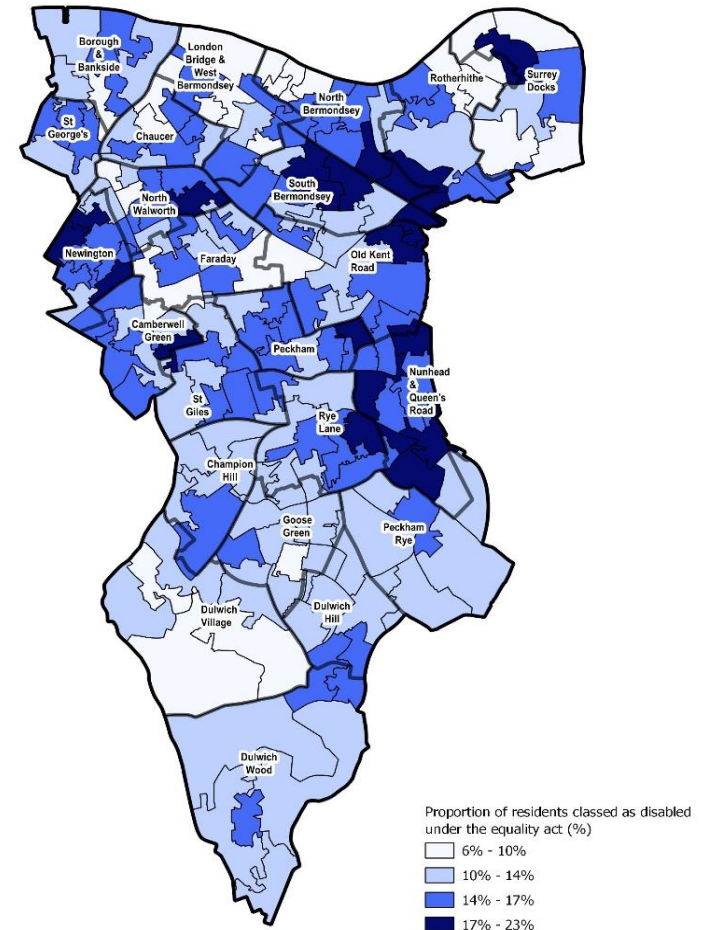 Borough
&
Bankside
London
Bridge &
West
Bermondsey
Rotherhithe
Surrey
Docks
North
Bermondsey
St
George's
Chaucer
South
Bermondsey
North
Walworth
Newington
Faraday
Old Kent
Road
Camberwell
Green
Peckham
Nunhead
&
Queen's
Road
St
Giles
Rye
Lane
Champion
Hill
Goose
Green
Peckham
Rye
Dulwich
Village
Dulwich
Hill
Dulwich
Wood
Proportion of residents classed as disabled
under the equality act (%)
6% - 10%
10% - 14%
14% - 17%
17% - 23%